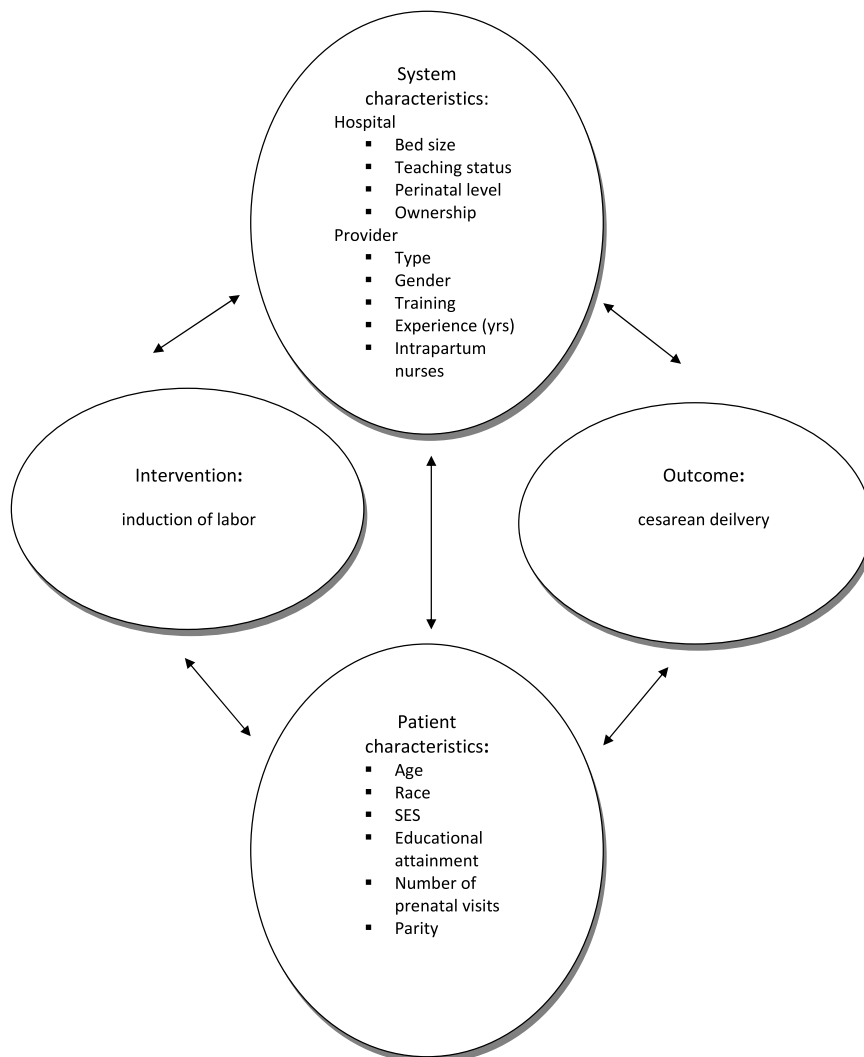 System
characteristics:
Hospital
▪ Bed size
▪ Teaching status
▪ Perinatal level
▪ Ownership
Provider
▪ Type
▪ Gender
▪ Training
▪ Experience (yrs)
▪ Intrapartum
nurses
Intervention:
induction of labor
Outcome:
cesarean deilvery
Patient
characteristics:
▪ Age
▪ Race
▪ SES
▪ Educational
attainment
▪ Number of
prenatal visits
▪ Parity